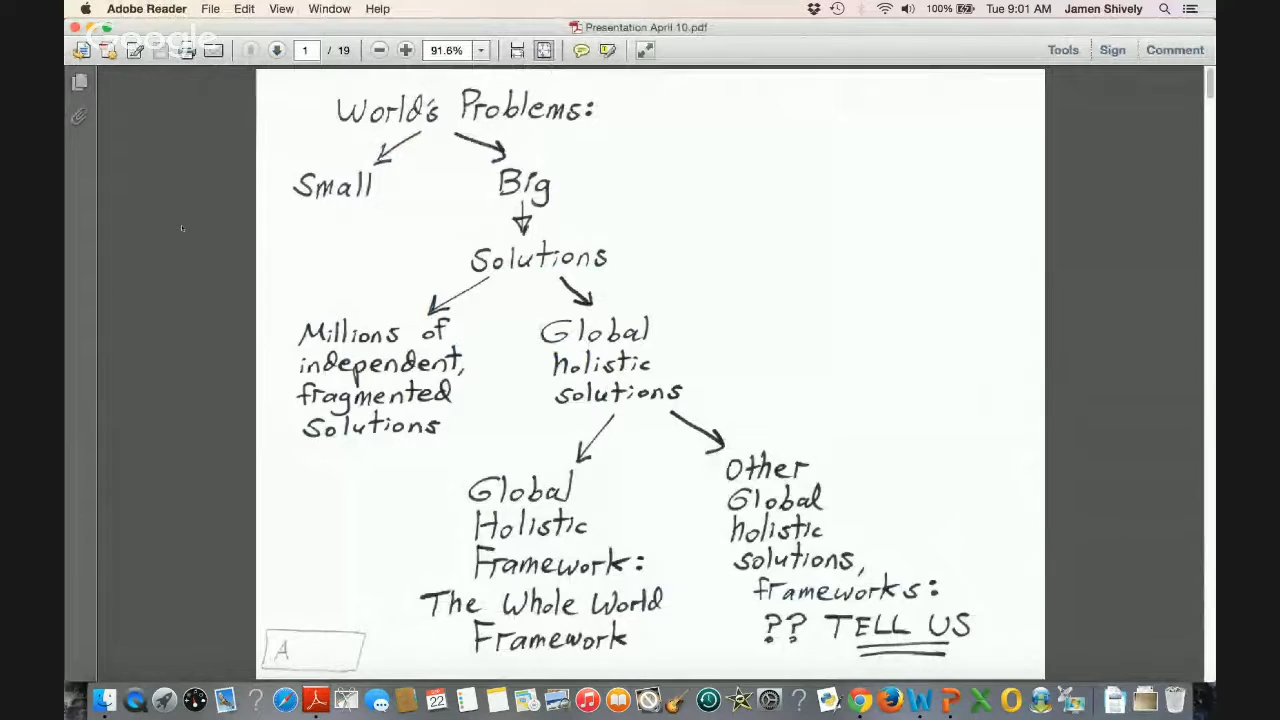 Adobe Reader File Edit View Window Help 100% Tue 9:01 AM Jamen Shively
Presentation April 10.pdf
Google
1 / 19 91.6% Tools Sign Comment
World's Problems:
Small Big
Solutions
Millions of
independent,
fragmented
Solutions
Global
holistic
solutions
Global
Holistic
Framework:
The Whole World
Framework
Other
Global
holistic
solutions,
frameworks:
?? TELL US
A
22